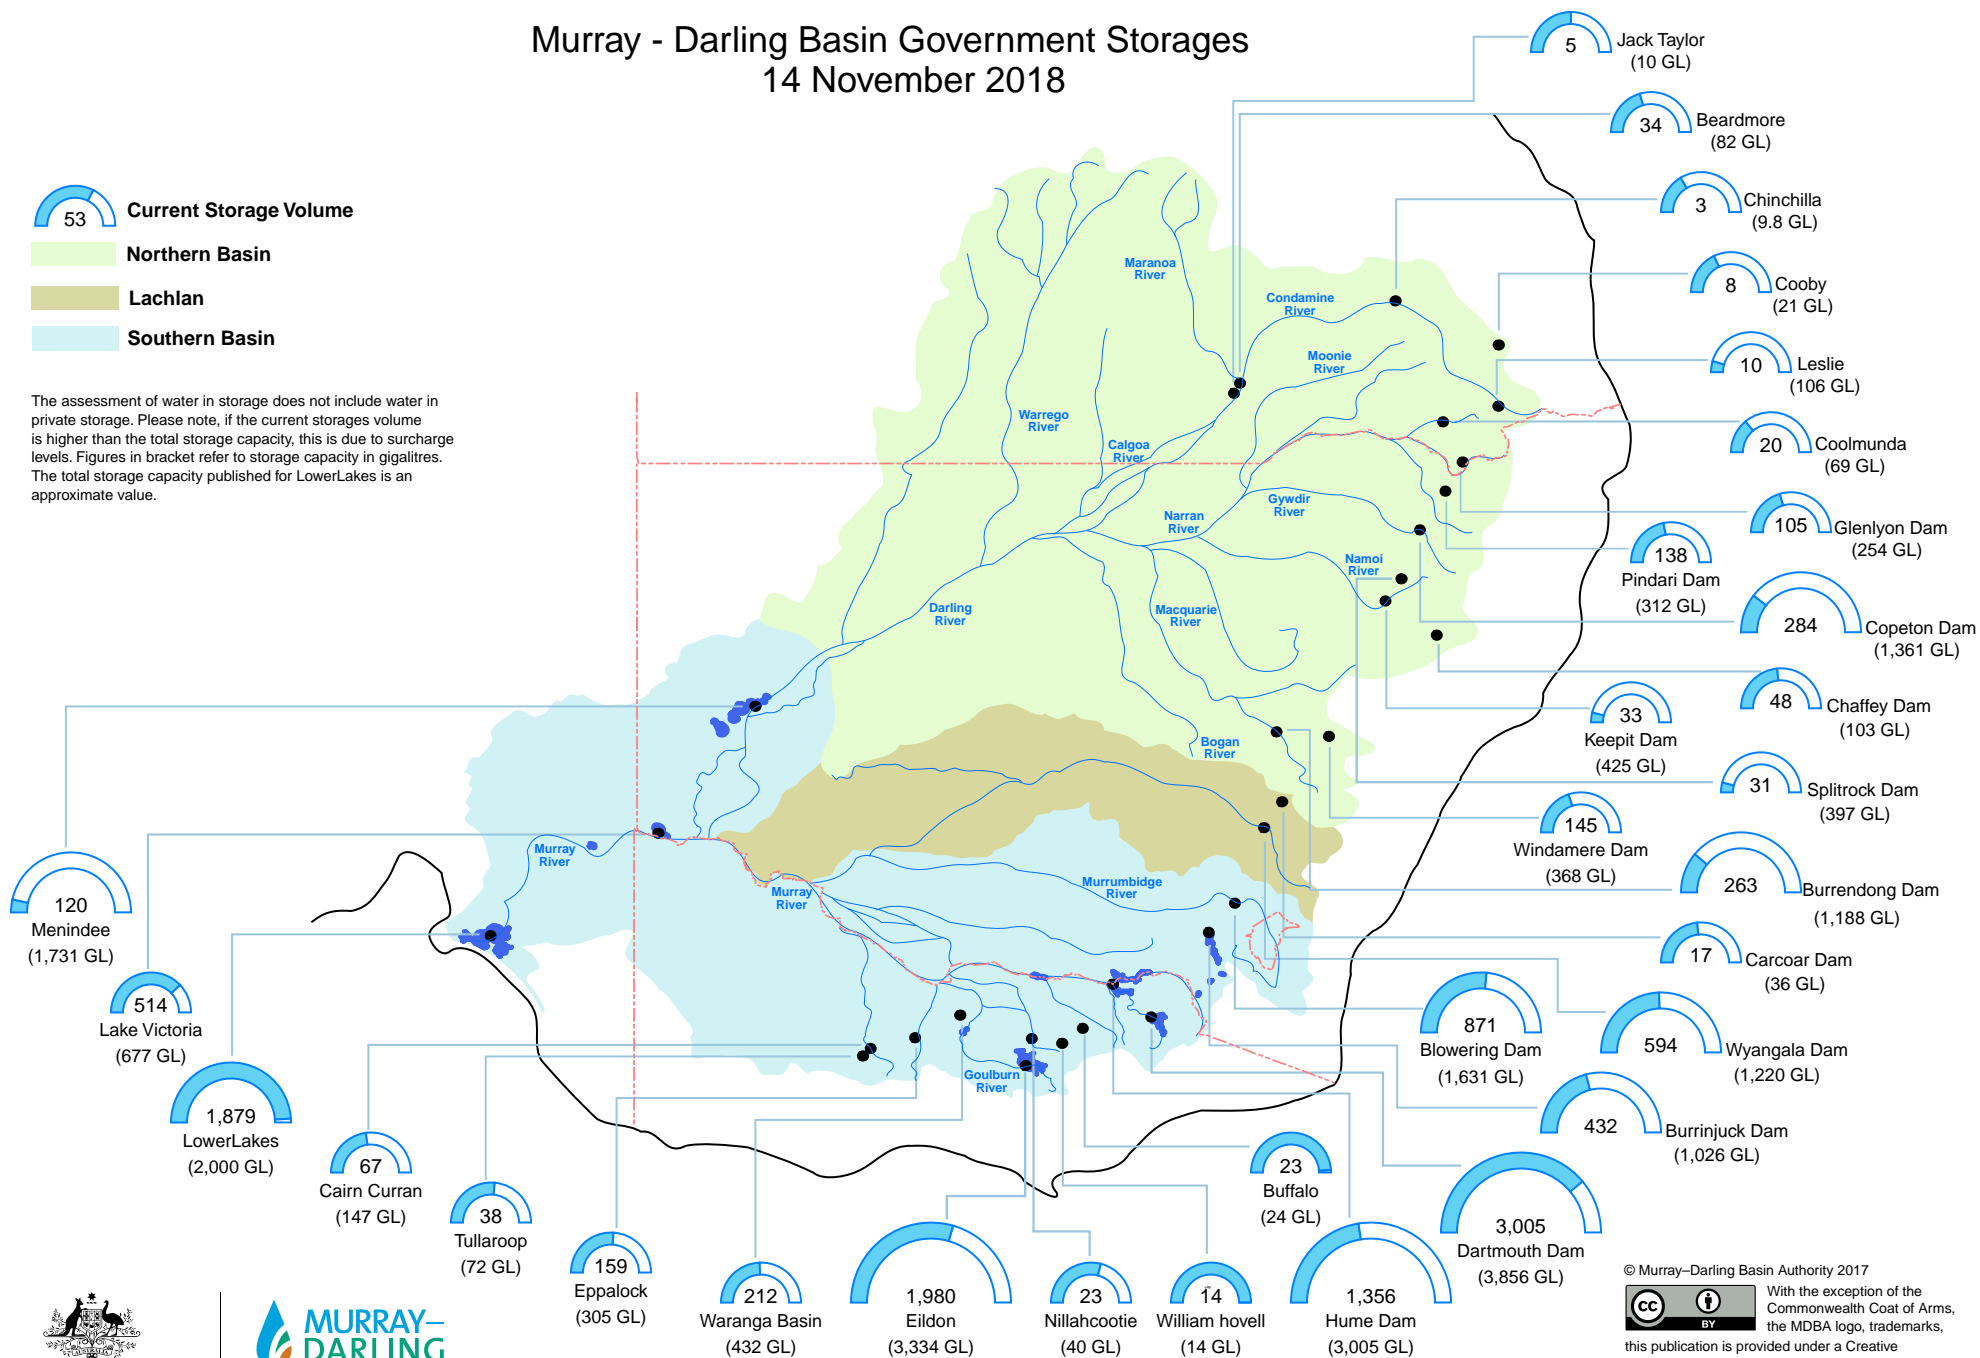 Murray - Darling Basin Government Storages
14 November 2018
53
Current Storage Volume
Northern Basin
Lachlan
Southern Basin
The assessment of water in storage does not include water in
private storage. Please note, if the current storages volume
is higher than the total storage capacity, this is due to surcharge
levels. Figures in bracket refer to storage capacity in gigalitres.
The total storage capacity published for LowerLakes is an
approximate value.
5
Jack Taylor
(10 GL)
34
Beardmore
(82 GL)
3
Chinchilla
(9.8 GL)
8
Cooby
(21 GL)
10
Leslie
(106 GL)
20
Coolmunda
(69 GL)
105
Glenlyon Dam
(254 GL)
138
Pindari Dam
(312 GL)
284
Copeton Dam
(1,361 GL)
48
Chaffey Dam
(103 GL)
33
Keepit Dam
(425 GL)
31
Splitrock Dam
(397 GL)
145
Windamere Dam
(368 GL)
263
Burrendong Dam
(1,188 GL)
17
Carcoar Dam
(36 GL)
871
Blowering Dam
(1,631 GL)
594
Wyangala Dam
(1,220 GL)
432
Burrinjuck Dam
(1,026 GL)
3,005
Dartmouth Dam
(3,856 GL)
Maranoa
River
Condamine
River
Moonie
River
Warrego
River
Calgoa
River
Gywdir
River
Narran
River
Namoi
River
Darling
River
Macquarie
River
Bogan
River
Murray
River
Murray
River
Murrumbidge
River
Goulburn
River
120
Menindee
(1,731 GL)
514
Lake Victoria
(677 GL)
1,879
LowerLakes
(2,000 GL)
67
Cairn Curran
(147 GL)
38
Tullaroop
(72 GL)
159
Eppalock
(305 GL)
212
Waranga Basin
(432 GL)
1,980
Eildon
(3,334 GL)
23
Nillahcootie
(40 GL)
14
William hovell
(14 GL)
23
Buffalo
(24 GL)
1,356
Hume Dam
(3,005 GL)
AUSTRALIA
MURRAY–
DARLING
© Murray–Darling Basin Authority 2017
cc
BY
With the exception of the
Commonwealth Coat of Arms,
the MDBA logo, trademarks,
this publication is provided under a Creative